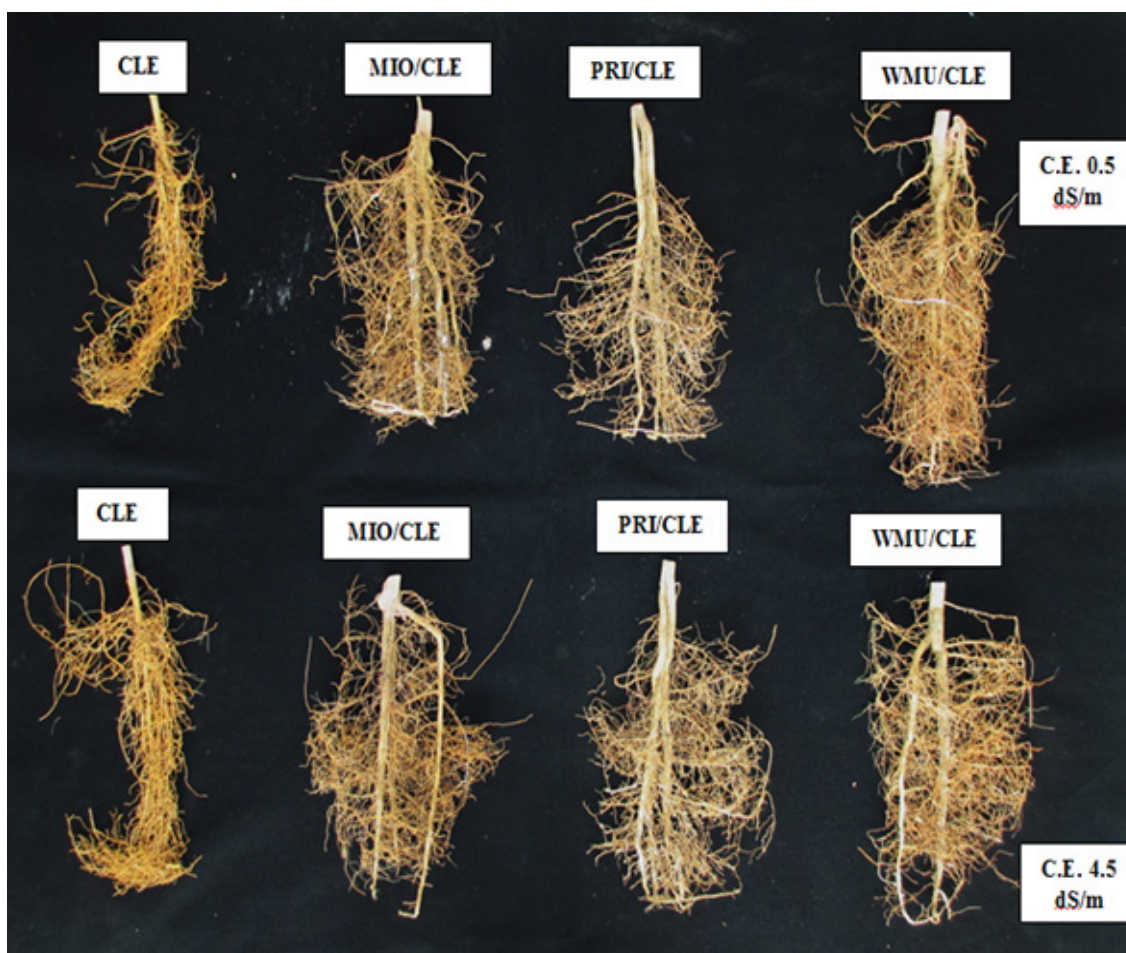 CLE
MIO/CLE
PRI/CLE
WMU/CLE
C.E. 0.5
dS/m
CLE
MIO/CLE
PRI/CLE
WMU/CLE
C.E. 4.5
dS/m